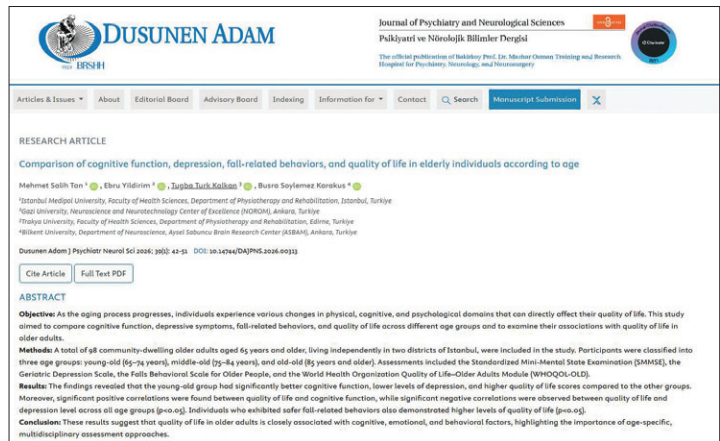 DUSUNEN ADAM
1924 BRSHH
Journal of Psychiatry and Neurological Sciences
Psikiyatri ve Nörolojik Bilimler Dergisi
The official publication of Bakirkoy Prof. Dr. Mazhar Osman Training and Research
Hospital for Psychiatry, Neurology, and Neurosurgery
Articles & Issues About Editorial Board Advisory Board Indexing Information for Contact Search Manuscript Submission X
RESEARCH ARTICLE
Comparison of cognitive function, depression, fall-related behaviors, and quality of life in elderly individuals according to age
Mehmet Salih Tan 1, Ebru Yildirim 2, Tugba Turk Kalkan 3, Busra Soylemez Karakus 4
1Istanbul Medipol University, Faculty of Health Sciences, Department of Physiotherapy and Rehabilitation, Istanbul, Turkiye
2Gazi University, Neuroscience and Neurotechnology Center of Excellence (NOROM), Ankara, Turkiye
3Trakya University, Faculty of Health Sciences, Department of Physiotherapy and Rehabilitation, Edirne, Turkiye
4Bilkent University, Department of Neuroscience, Aysel Sabuncu Brain Research Center (ASBAM), Ankara, Turkiye
Dusunen Adam J Psychiatr Neurol Sci 2026; 39(1): 42-51 DOI: 10.14744/DAJPNS.2026.00313
Cite Article Full Text PDF
ABSTRACT
Objective: As the aging process progresses, individuals experience various changes in physical, cognitive, and psychological domains that can directly affect their quality of life. This study
aimed to compare cognitive function, depressive symptoms, fall-related behaviors, and quality of life across different age groups and to examine their associations with quality of life in
older adults.
Methods: A total of 98 community-dwelling older adults aged 65 years and older, living independently in two districts of Istanbul, were included in the study. Participants were classified into
three age groups: young-old (65–74 years), middle-old (75–84 years), and old-old (85 years and older). Assessments included the Standardized Mini-Mental State Examination (SMMSE), the
Geriatric Depression Scale, the Falls Behavioral Scale for Older People, and the World Health Organization Quality of Life–Older Adults Module (WHOQOL-OLD).
Results: The findings revealed that the young-old group had significantly better cognitive function, lower levels of depression, and higher quality of life scores compared to the other groups.
Moreover, significant positive correlations were found between quality of life and cognitive function, while significant negative correlations were observed between quality of life and
depression level across all age groups (p<0.05). Individuals who exhibited safer fall-related behaviors also demonstrated higher levels of quality of life (p<0.05).
Conclusion: These results suggest that quality of life in older adults is closely associated with cognitive, emotional, and behavioral factors, highlighting the importance of age-specific,
multidisciplinary assessment approaches.